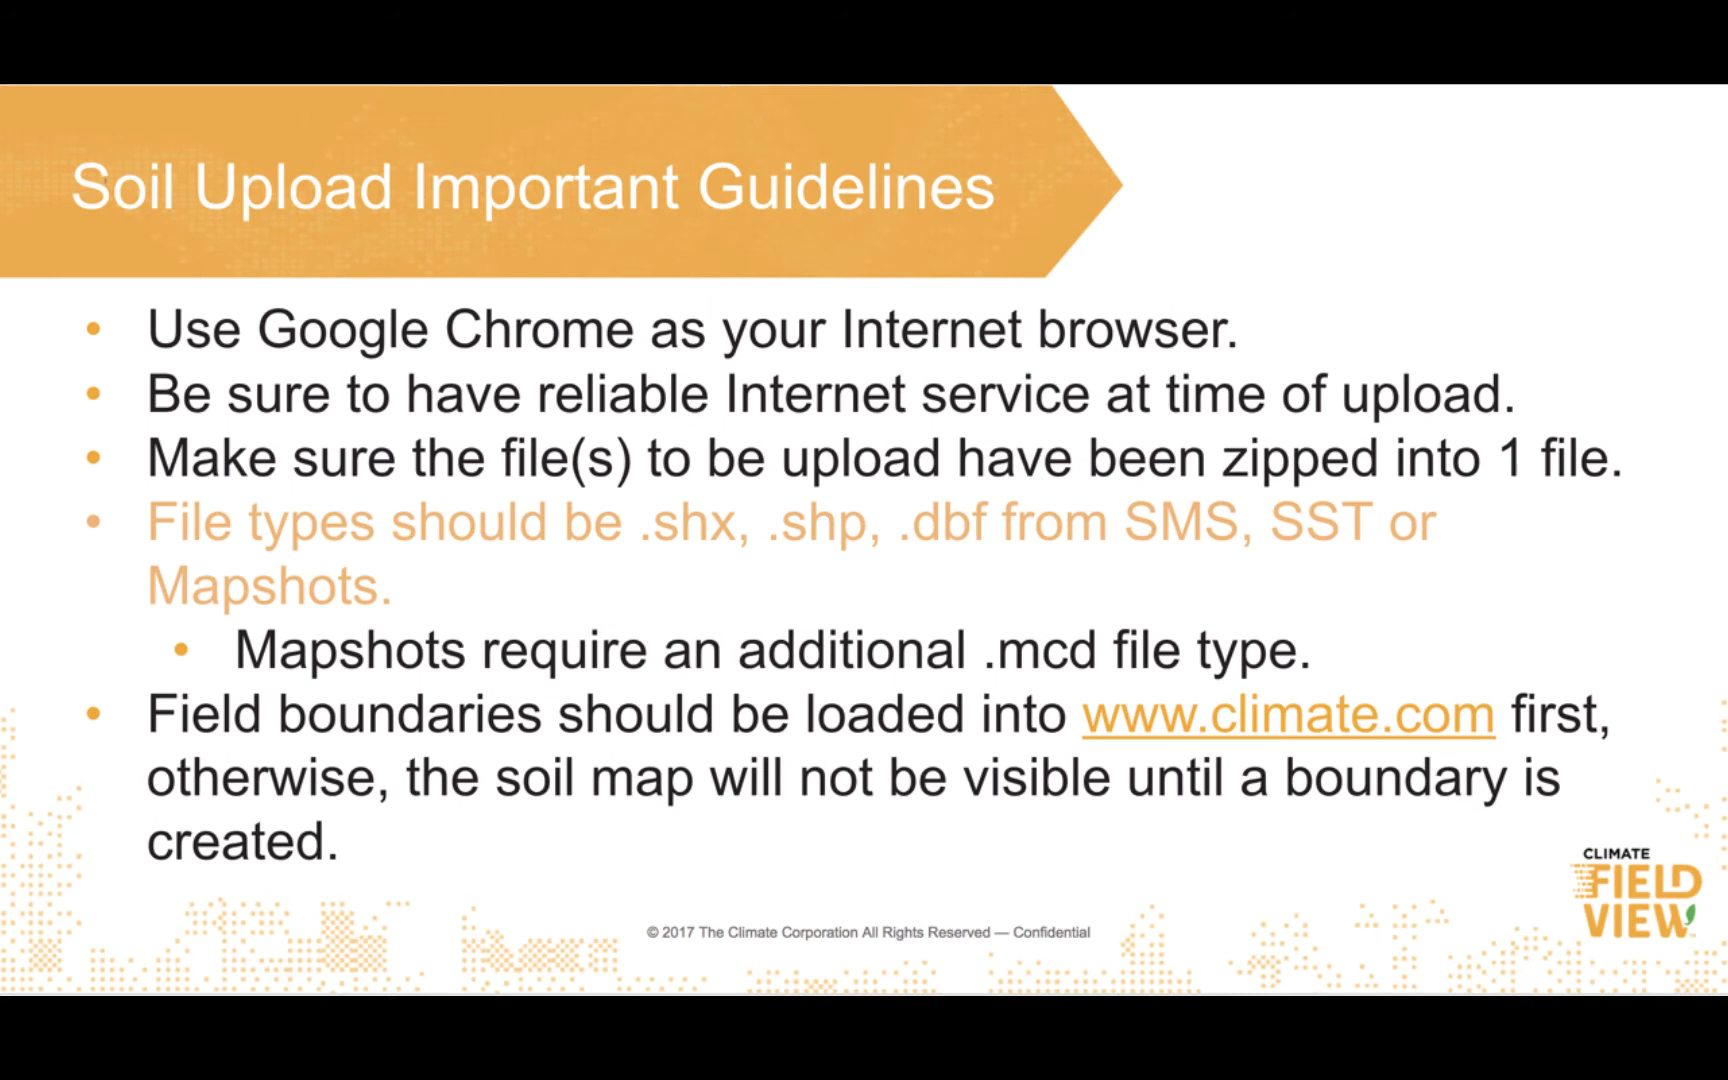 Soil Upload Important Guidelines
• Use Google Chrome as your Internet browser.
• Be sure to have reliable Internet service at time of upload.
• Make sure the file(s) to be upload have been zipped into 1 file.
• File types should be .shx, .shp, .dbf from SMS, SST or
Mapshots.
• Mapshots require an additional .mcd file type.
• Field boundaries should be loaded into www.climate.com first,
otherwise, the soil map will not be visible until a boundary is
created.
CLIMATE
FIELD
VIEW
© 2017 The Climate Corporation All Rights Reserved — Confidential